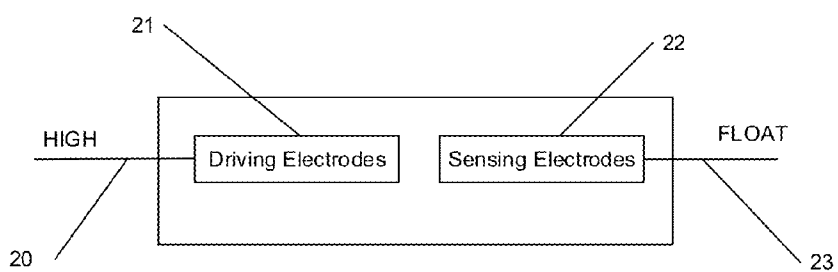 21
22
HIGH
FLOAT
Driving Electrodes
Sensing Electrodes
20
23